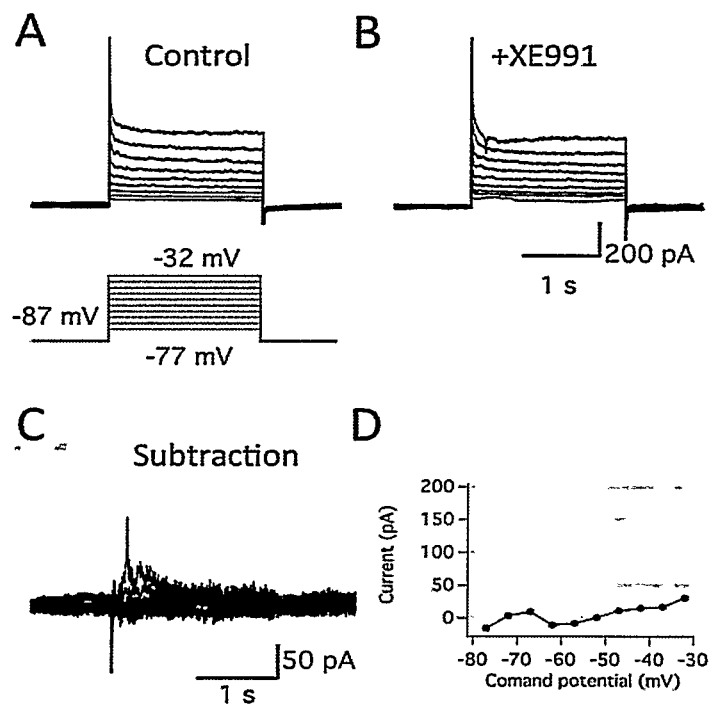 A
Control
B
+XE991
200 pA
1 s
-32 mV
-87 mV
-77 mV
C
Subtraction
50 pA
1 s
D
Current (pA)
200
150
100
50
0
-80 -70 -60 -50 -40 -30
Comand potential (mV)